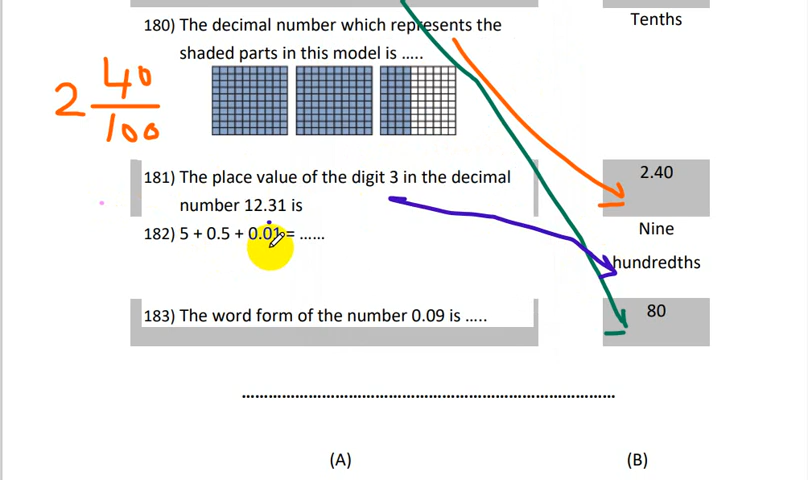 Tenths
180) The decimal number which represents the
shaded parts in this model is .....
2 40/100
181) The place value of the digit 3 in the decimal
number 12.31 is
2.40
182) 5 + 0.5 + 0.01 = ......
Nine
hundredths
183) The word form of the number 0.09 is .....
80
(A) (B)